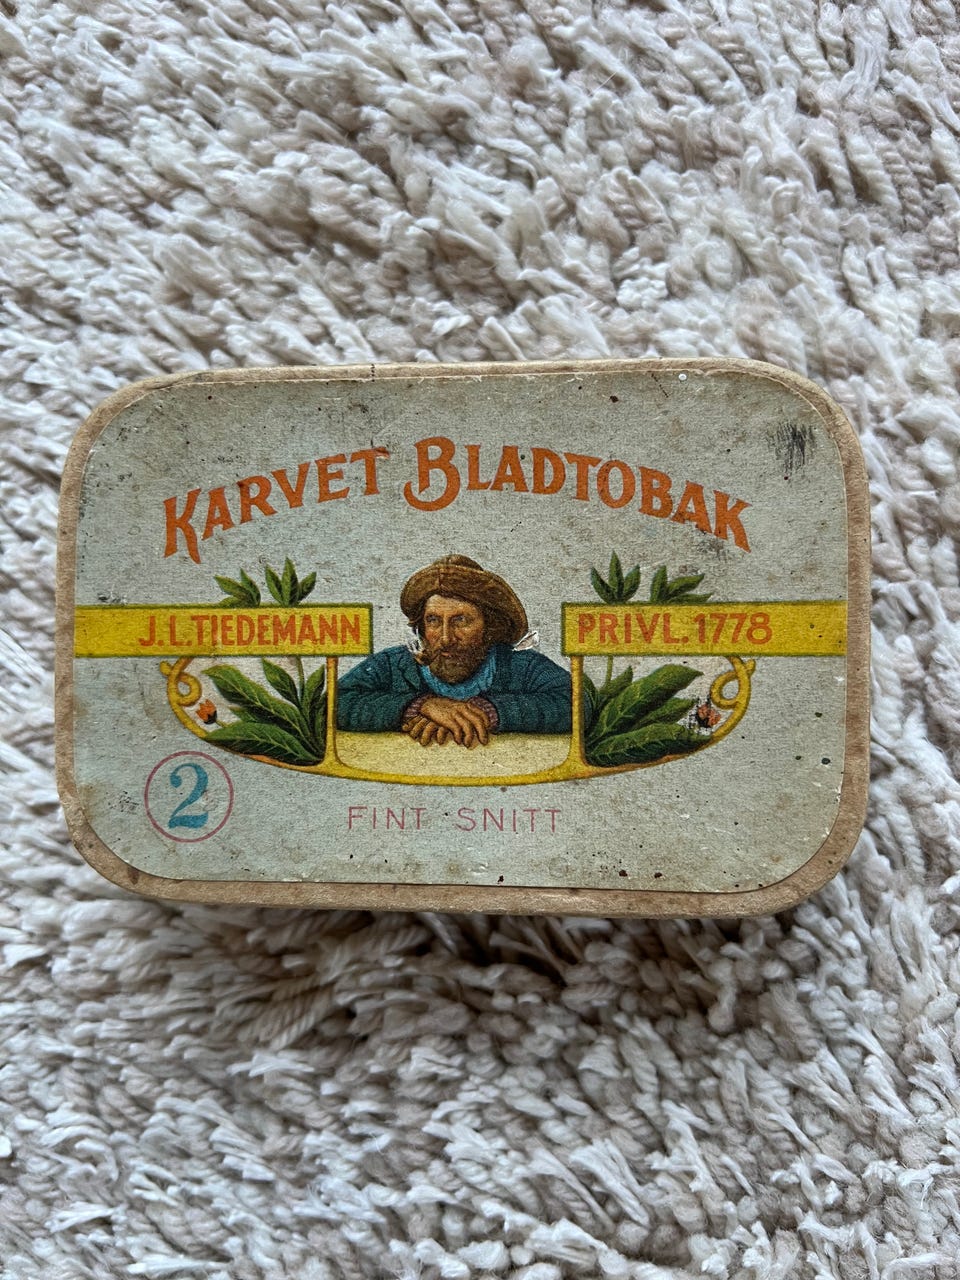 KARVET BLADTOBAK
J.L.TIEDEMANN PRIVL.1778
2
FINT SNITT